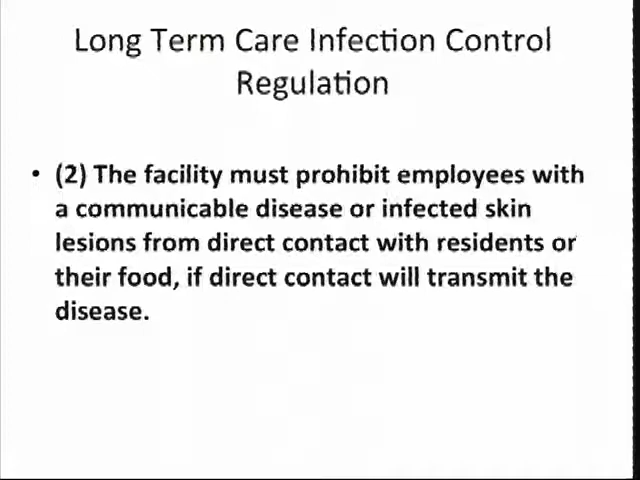 Long Term Care Infection Control
Regulation
• (2) The facility must prohibit employees with
a communicable disease or infected skin
lesions from direct contact with residents or
their food, if direct contact will transmit the
disease.